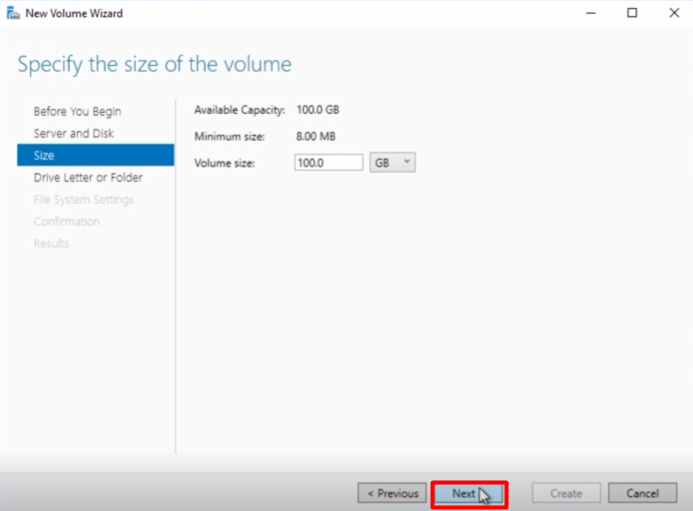 New Volume Wizard
Specify the size of the volume
Before You Begin
Server and Disk
Size
Drive Letter or Folder
File System Settings
Confirmation
Results
Available Capacity: 100.0 GB
Minimum size: 8.00 MB
Volume size: 100.0 GB
< Previous Next Create Cancel